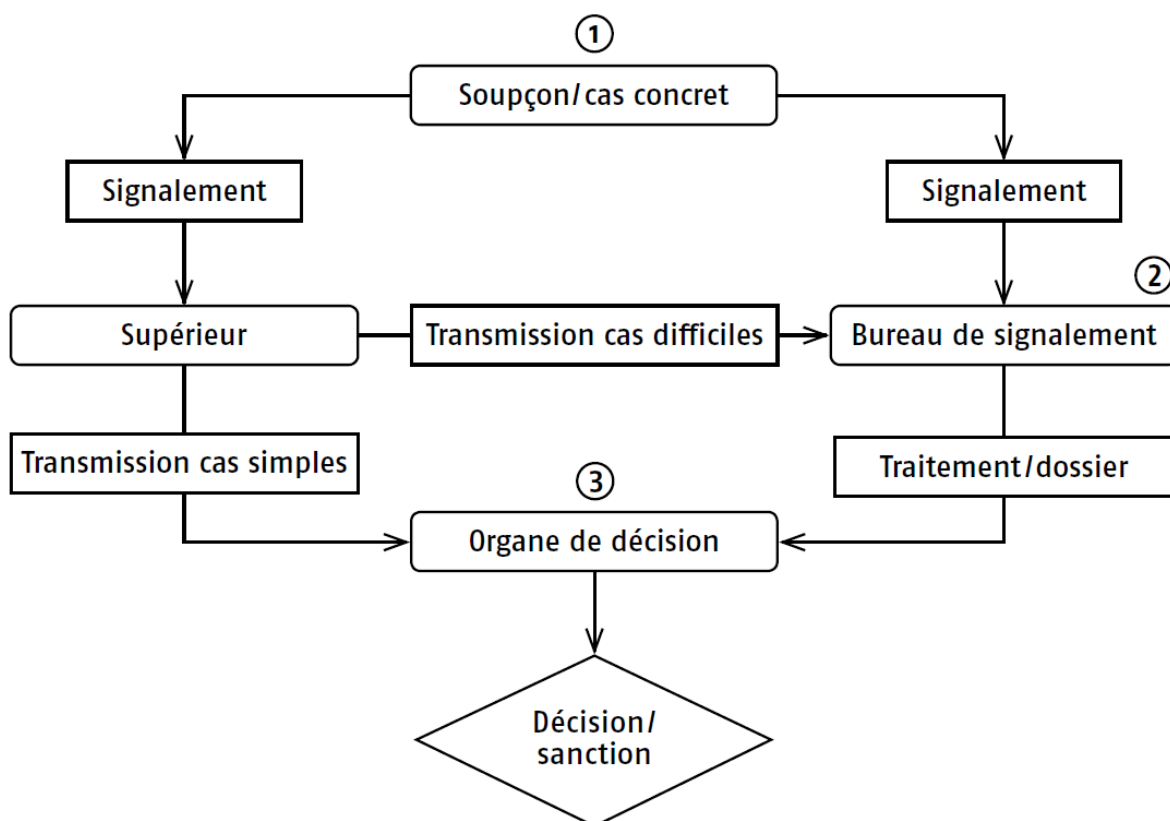 ①
Soupçon/cas concret
Signalement
Signalement
②
Supérieur
Transmission cas difficiles
Bureau de signalement
Transmission cas simples
Traitement/dossier
③
Organe de décision
Décision/
sanction